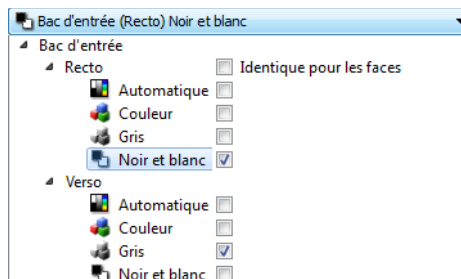 Bac d'entrée (Recto) Noir et blanc
Bac d'entrée
Recto Identique pour les faces
Automatique
Couleur
Gris
Noir et blanc
Verso
Automatique
Couleur
Gris
Noir et blanc